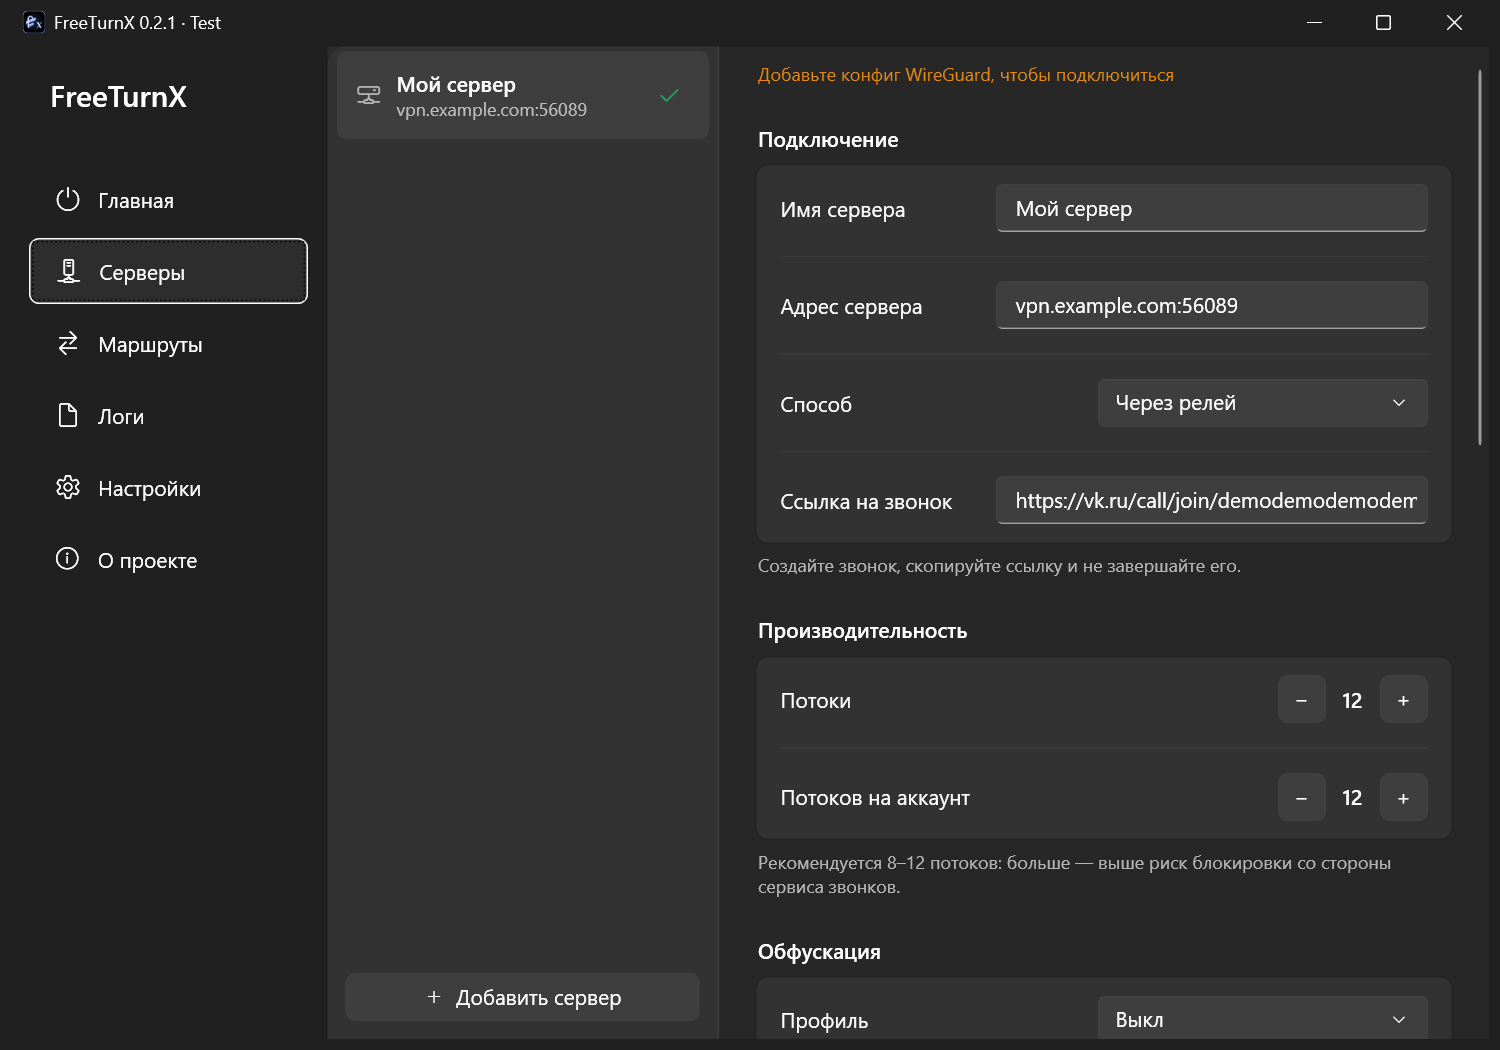 FreeTurnX 0.2.1 · Test
FreeTurnX
Главная
Серверы
Маршруты
Логи
Настройки
О проекте
Мой сервер
vpn.example.com:56089
+ Добавить сервер
Добавьте конфиг WireGuard, чтобы подключиться
Подключение
Имя сервера Мой сервер
Адрес сервера vpn.example.com:56089
Способ Через релей
Ссылка на звонок https://vk.ru/call/join/demodemodemodem
Создайте звонок, скопируйте ссылку и не завершайте его.
Производительность
Потоки − 12 +
Потоков на аккаунт − 12 +
Рекомендуется 8–12 потоков: больше — выше риск блокировки со стороны
сервиса звонков.
Обфускация
Профиль Выкл